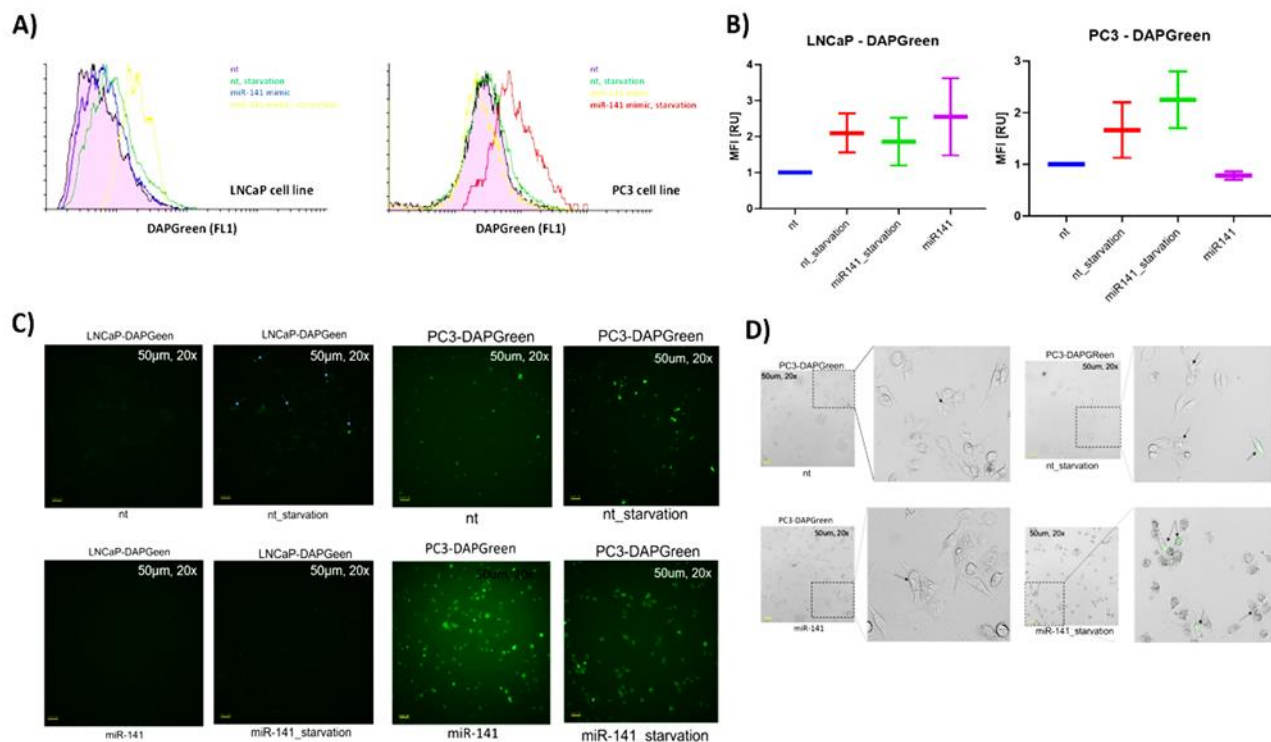 A)
nt
nt, starvation
miR-141 mimic
miR-141 mimic, starvation
LNCaP cell line
DAPGreen (FL1)
nt
nt, starvation
miR-141 mimic
miR-141 mimic, starvation
PC3 cell line
DAPGreen (FL1)
B)
LNCaP - DAPGreen
MFI [RU]
4
3
2
1
0
nt
nt_starvation
miR141_starvation
miR141
PC3 - DAPGreen
MFI [RU]
3
2
1
0
nt
nt_starvation
miR141_starvation
miR141
C)
LNCaP-DAPGeen
50µm, 20x
nt
LNCaP-DAPGeen
50µm, 20x
nt_starvation
PC3-DAPGreen
50um, 20x
nt
PC3-DAPGreen
50um, 20x
nt_starvation
LNCaP-DAPGeen
50µm, 20x
miR-141
LNCaP-DAPGeen
50µm, 20x
miR-141_starvation
PC3-DAPGreen
50um, 20x
miR-141
PC3-DAPGreen
50um, 20x
miR-141_starvation
D)
PC3-DAPGreen
50um, 20x
nt
PC3-DAPGReen
50um, 20x
nt_starvation
PC3-DAPGreen
50um, 20x
miR-141
PC3-DAPGreen
50um, 20x
miR-141_starvation